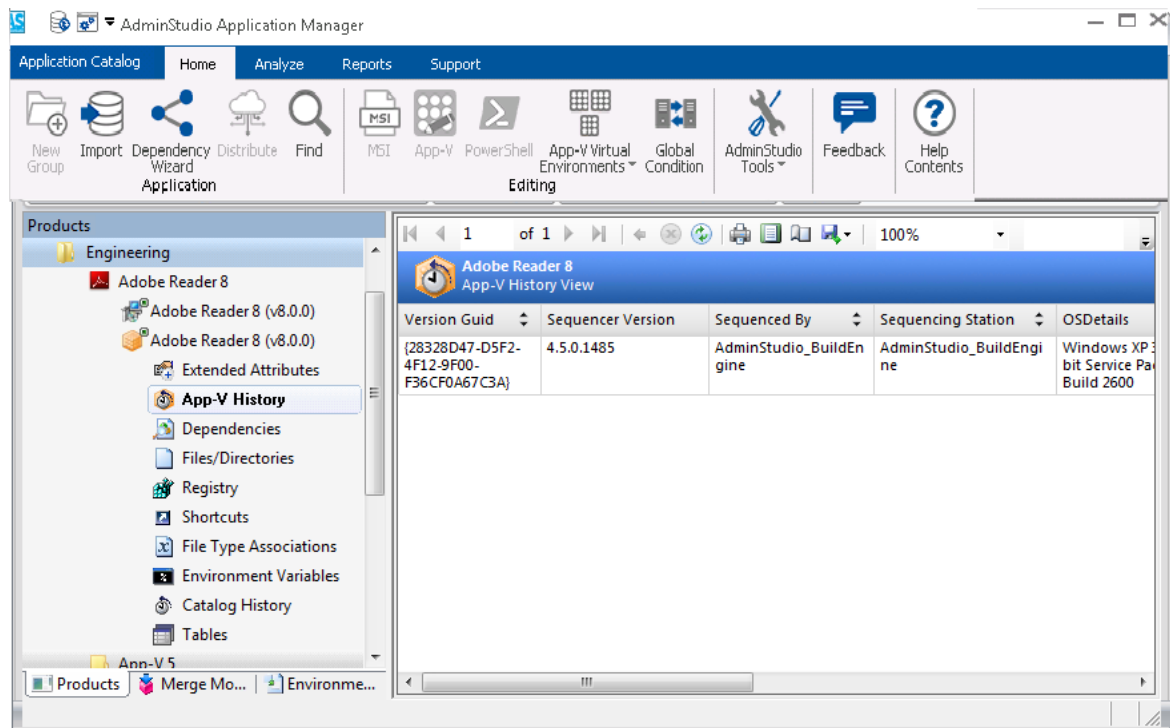 AS
AdminStudio Application Manager
Application Catalog Home Analyze Reports Support
New Group
Import
Dependency Wizard
Distribute
Find
MSI
MSI
App-V
PowerShell
App-V Virtual Environments
Global Condition
AdminStudio Tools
Feedback
Help Contents
Application
Editing
Products
Engineering
Adobe Reader 8
Adobe Reader 8 (v8.0.0)
Adobe Reader 8 (v8.0.0)
Extended Attributes
App-V History
Dependencies
Files/Directories
Registry
Shortcuts
File Type Associations
Environment Variables
Catalog History
Tables
App-V 5
Products Merge Mo... Environme...
1 of 1 100%
Adobe Reader 8
App-V History View
Version Guid Sequencer Version Sequenced By Sequencing Station OSDetails
{28328D47-D5F2- 4.5.0.1485 AdminStudio_BuildEn AdminStudio_BuildEngi Windows XP 3
4F12-9F00- gine ne bit Service Pa
F36CF0A67C3A} Build 2600